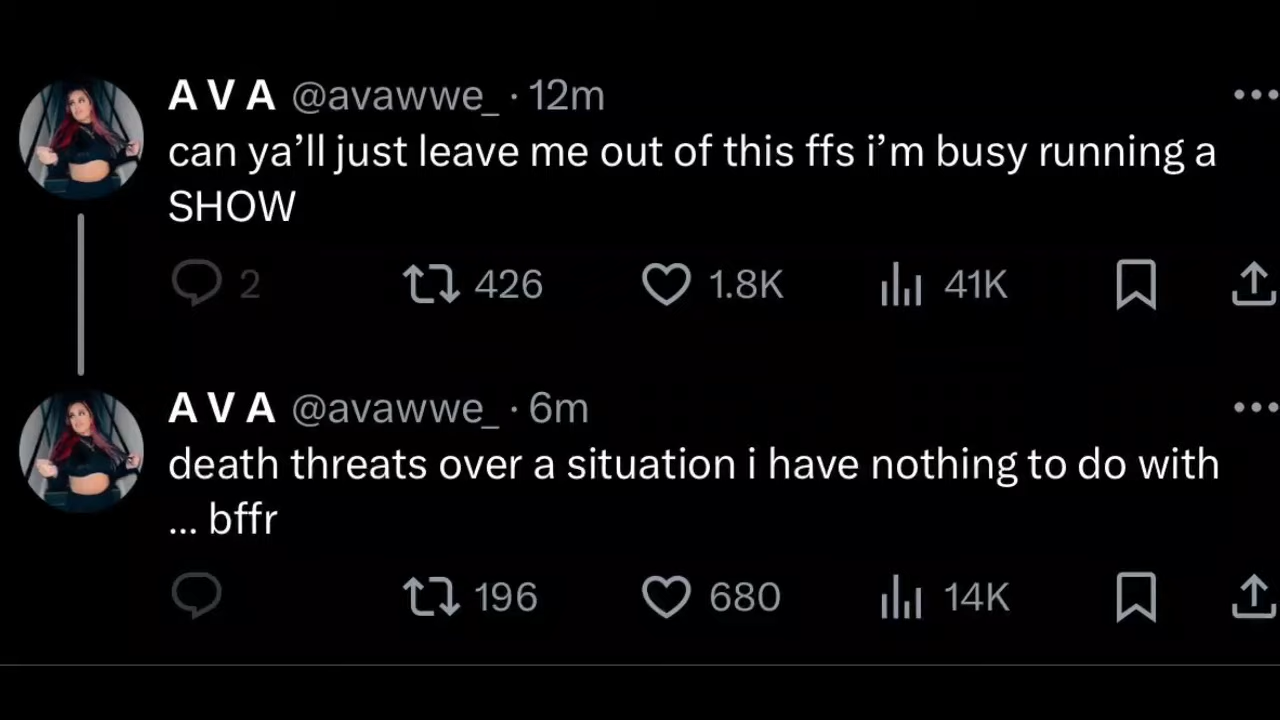 A V A @avawwe_ · 12m
can ya’ll just leave me out of this ffs i’m busy running a
SHOW
2 426 1.8K 41K
A V A @avawwe_ · 6m
death threats over a situation i have nothing to do with
... bffr
196 680 14K